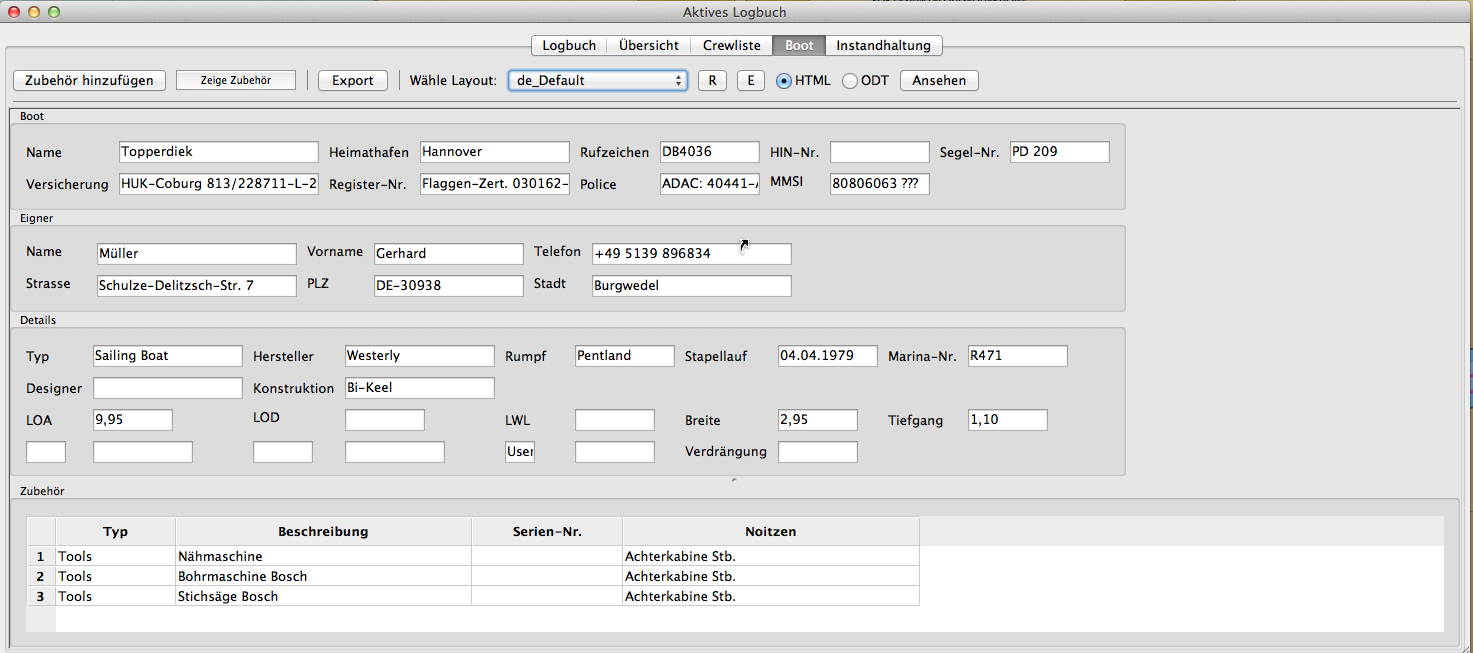 Aktives Logbuch
Logbuch Übersicht Crewliste Boot Instandhaltung
Zubehör hinzufügen Zeige Zubehör Export Wähle Layout: de_Default R E HTML ODT Ansehen
Boot
Name Topperdiek Heimathafen Hannover Rufzeichen DB4036 HIN-Nr. Segel-Nr. PD 209
Versicherung HUK-Coburg 813/228711-L-2 Register-Nr. Flaggen-Zert. 030162- Police ADAC: 40441- MMSI 80806063 ???
Eigner
Name Müller Vorname Gerhard Telefon +49 5139 896834
Strasse Schulze-Delitzsch-Str. 7 PLZ DE-30938 Stadt Burgwedel
Details
Typ Sailing Boat Hersteller Westerly Rumpf Pentland Stapellauf 04.04.1979 Marina-Nr. R471
Designer Konstruktion Bi-Keel
LOA 9,95 LOD LWL Breite 2,95 Tiefgang 1,10
User Verdrängung
Zubehör
Typ Beschreibung Serien-Nr. Noitzen
1 Tools Nähmaschine Achterkabine Stb.
2 Tools Bohrmaschine Bosch Achterkabine Stb.
3 Tools Stichsäge Bosch Achterkabine Stb.